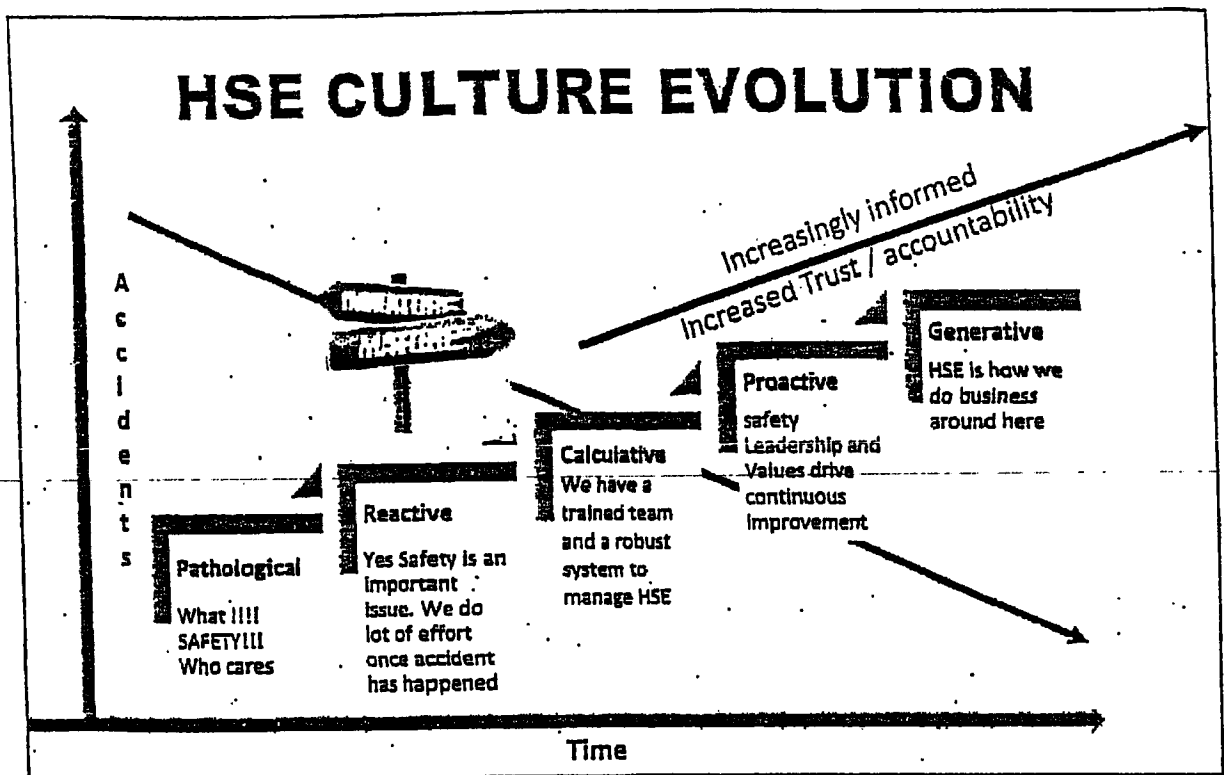 HSE CULTURE EVOLUTION
Accidents
Increasingly informed
Increased Trust / accountability
Generative
HSE is how we
do business
around here
Proactive
safety
Leadership and
Values drive
continuous
improvement
Calculative
We have a
trained team
and a robust
system to
manage HSE
Reactive
Yes Safety is an
important
issue. We do
lot of effort
once accident
has happened
Pathological
What !!!!
SAFETY!!!
Who cares
Time